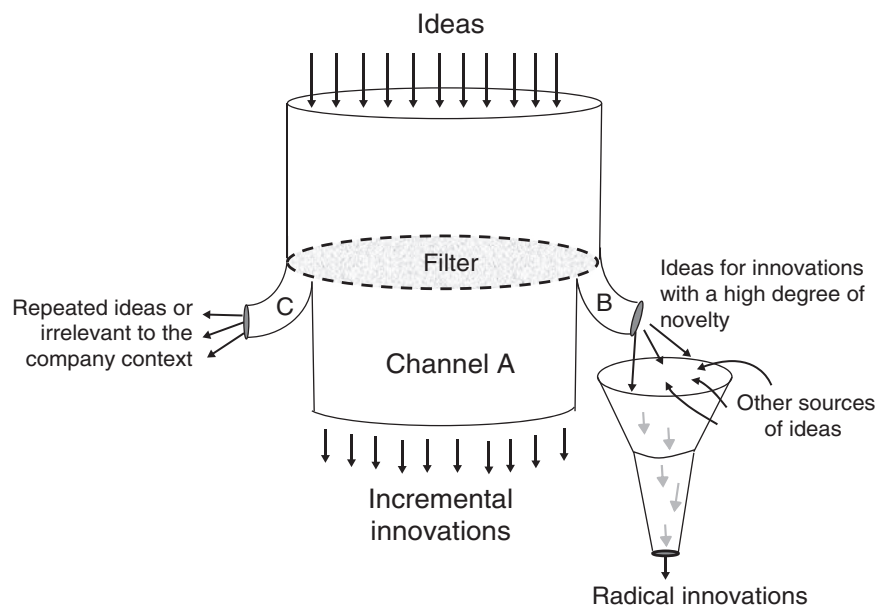 Ideas
Filter
Ideas for innovations
with a high degree of
novelty
B
C
Repeated ideas or
irrelevant to the
company context
Channel A
Other sources
of ideas
Incremental
innovations
Radical innovations